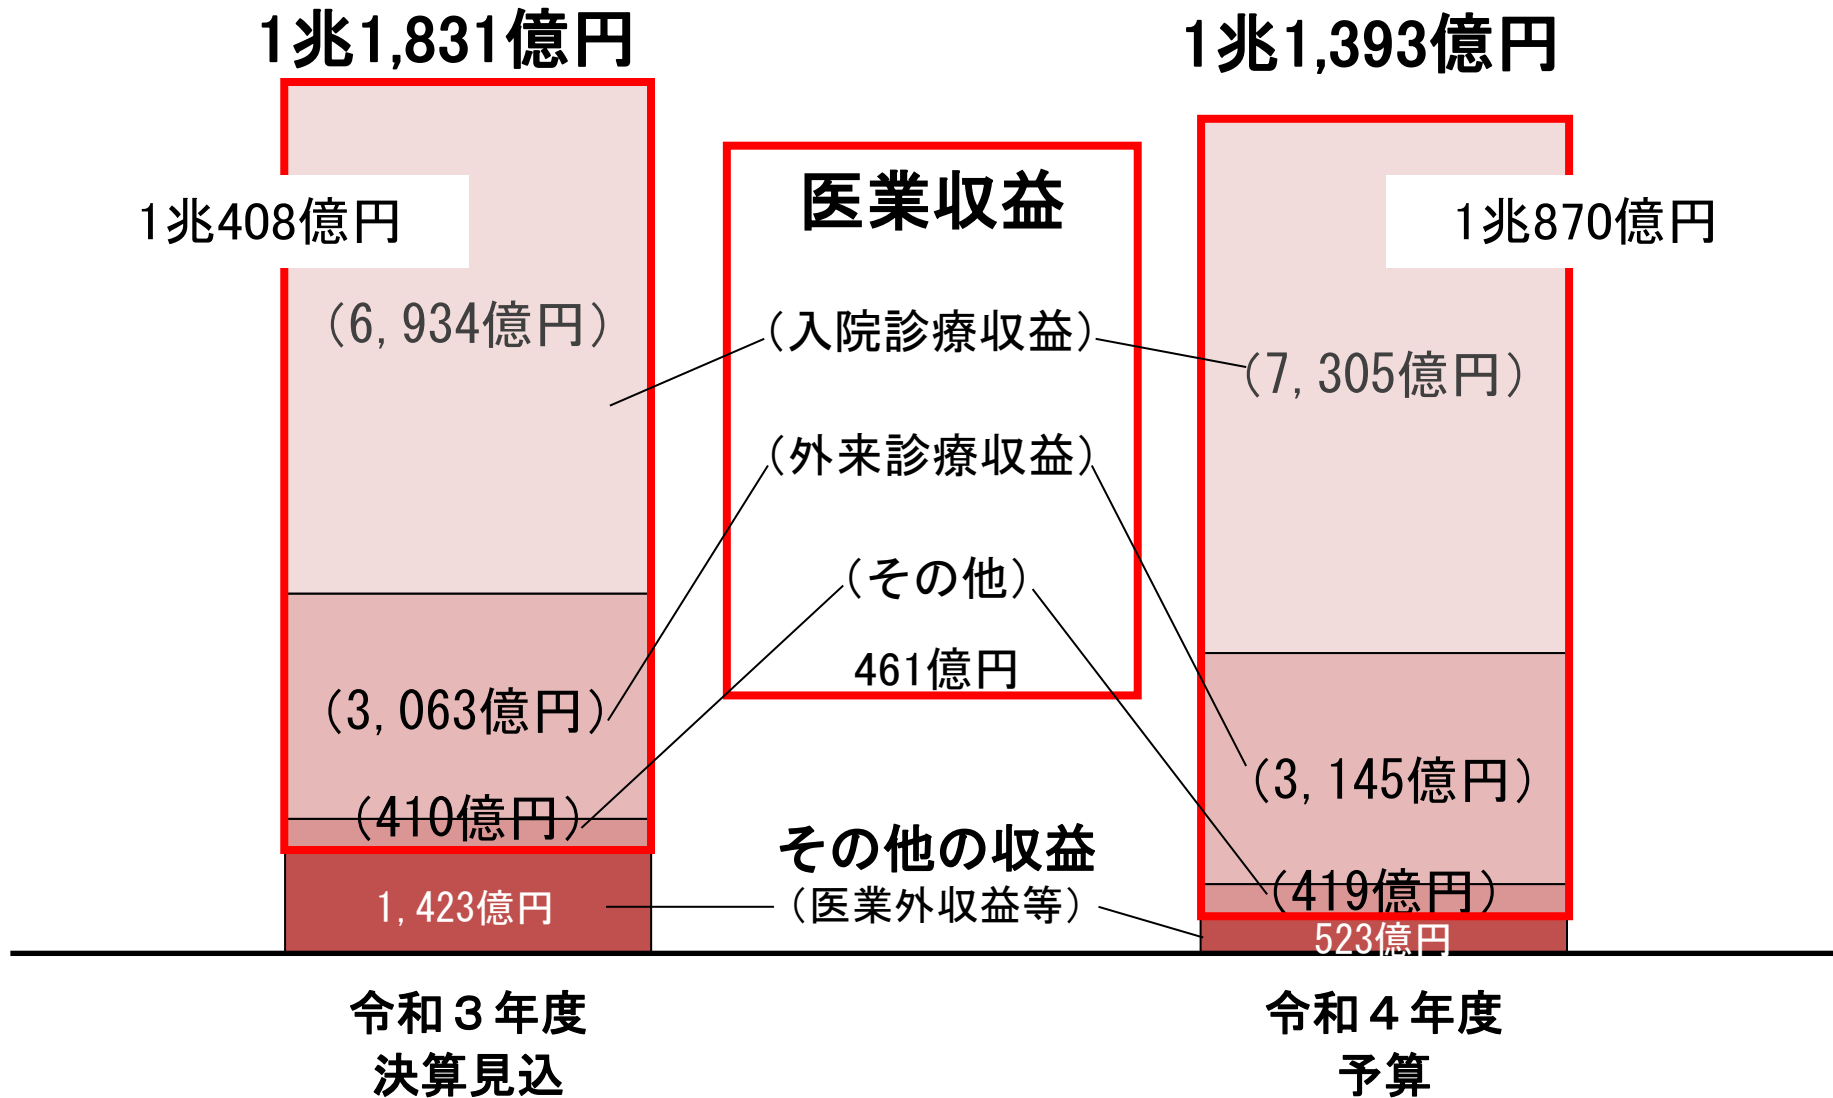 1兆1,831億円
1兆1,393億円
医業収益
1兆408億円
1兆870億円
（6,934億円）
（入院診療収益）
（7,305億円）
（外来診療収益）
（その他）
461億円
（3,063億円）
（3,145億円）
（410億円）
その他の収益
（419億円）
1,423億円
（医業外収益等）
523億円
令和３年度
決算見込
令和４年度
予算